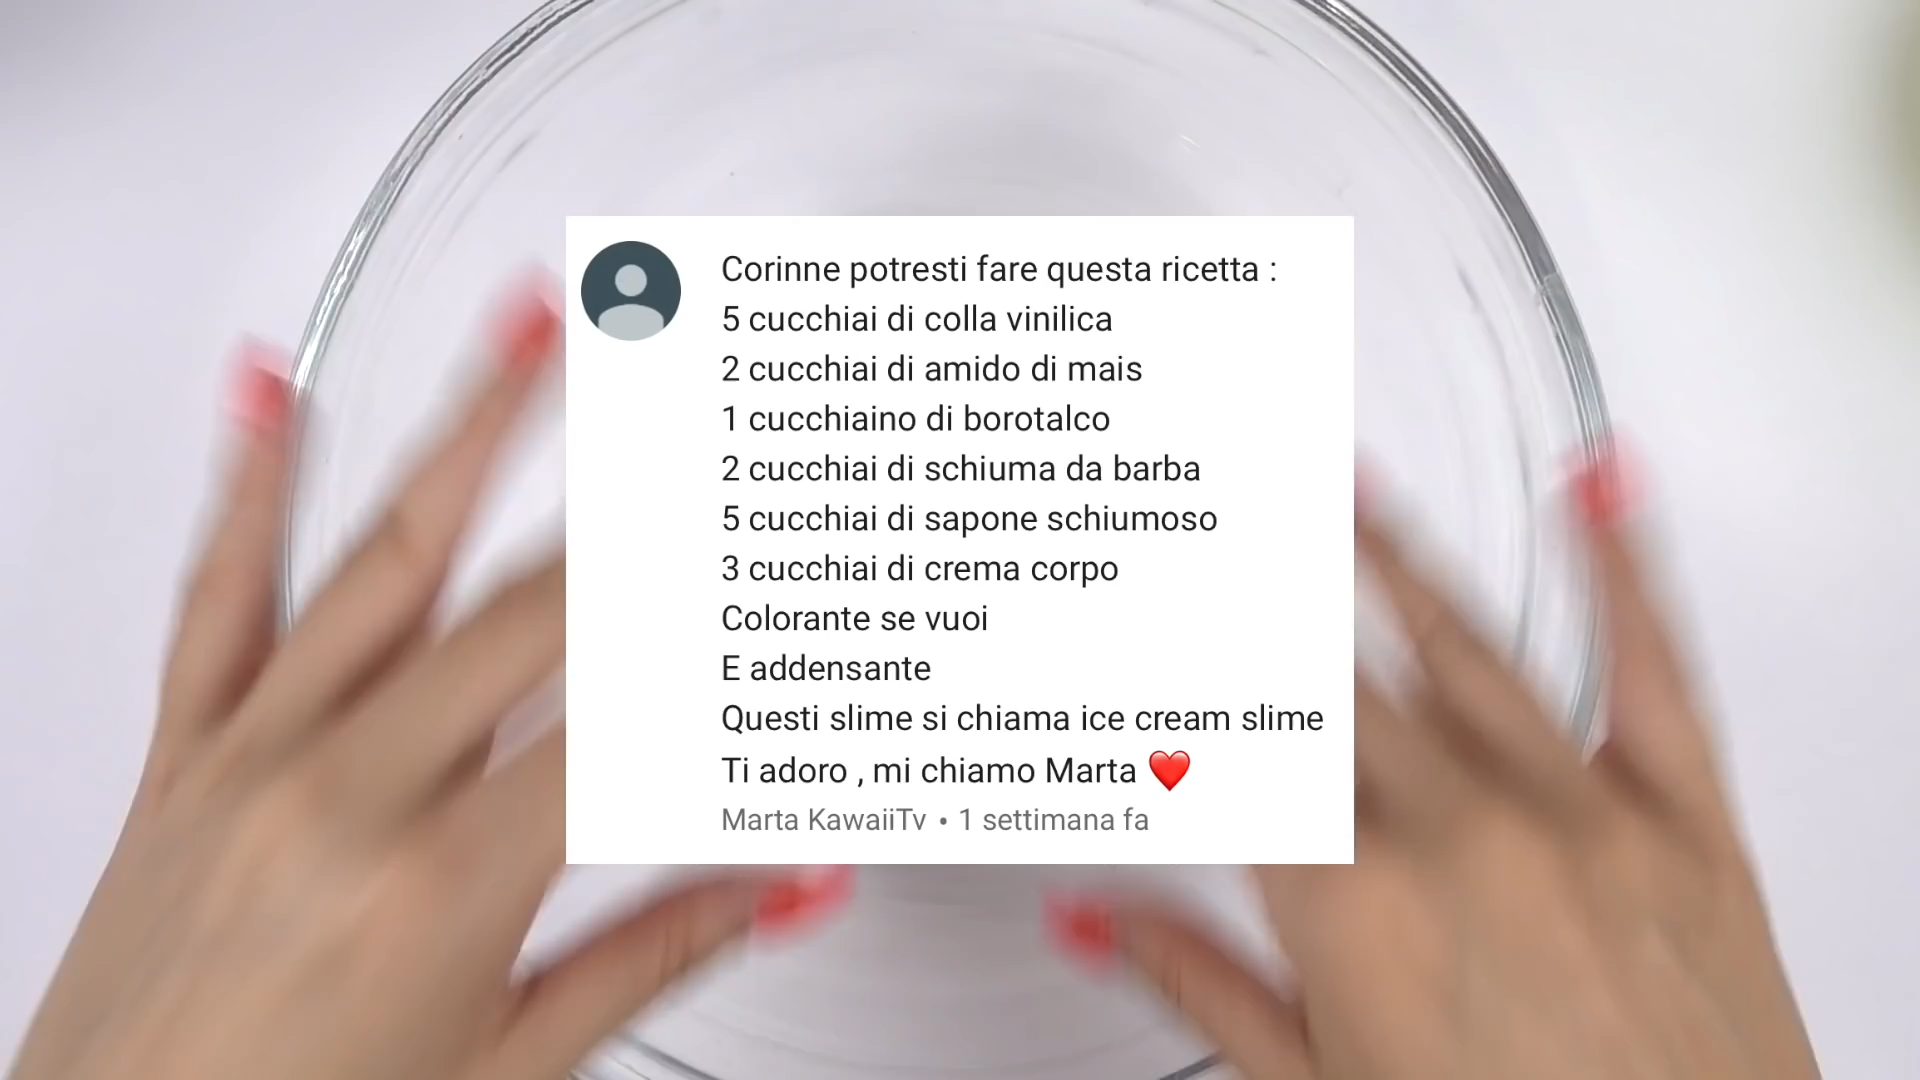 Corinne potresti fare questa ricetta :
5 cucchiai di colla vinilica
2 cucchiai di amido di mais
1 cucchiaino di borotalco
2 cucchiai di schiuma da barba
5 cucchiai di sapone schiumoso
3 cucchiai di crema corpo
Colorante se vuoi
E addensante
Questi slime si chiama ice cream slime
Ti adoro , mi chiamo Marta ❤️
Marta KawaiiTv • 1 settimana fa